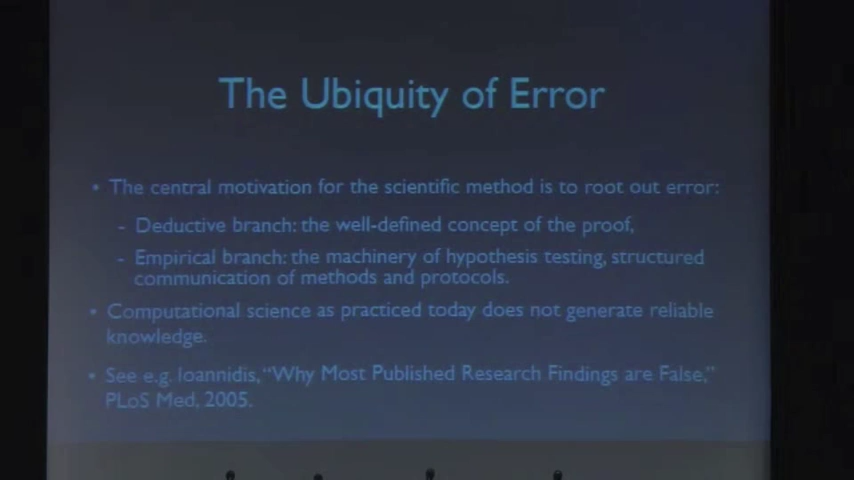 The Ubiquity of Error
• The central motivation for the scientific method is to root out error:
- Deductive branch: the well-defined concept of the proof,
- Empirical branch: the machinery of hypothesis testing, structured
communication of methods and protocols.
• Computational science as practiced today does not generate reliable
knowledge.
• See e.g. Ioannidis, “Why Most Published Research Findings are False,”
PLoS Med, 2005.